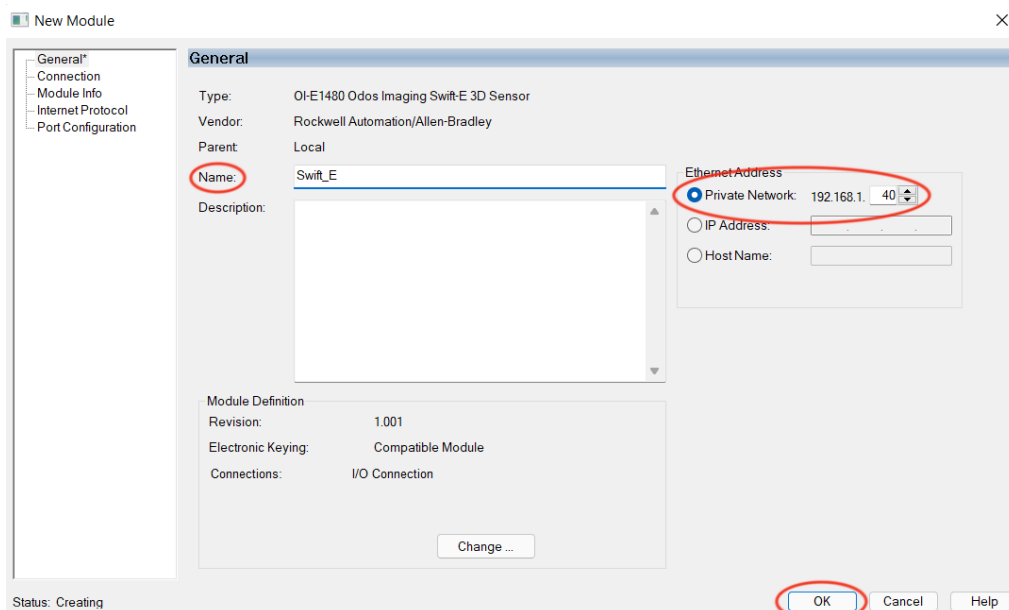 New Module
General*
Connection
Module Info
Internet Protocol
Port Configuration
General
Type: OI-E1480 Odos Imaging Swift-E 3D Sensor
Vendor: Rockwell Automation/Allen-Bradley
Parent: Local
Name: Swift_E
Description:
Ethernet Address
Private Network: 192.168.1. 40
IP Address: . . .
Host Name:
Module Definition
Revision: 1.001
Electronic Keying: Compatible Module
Connections: I/O Connection
Change ...
Status: Creating
OK Cancel Help